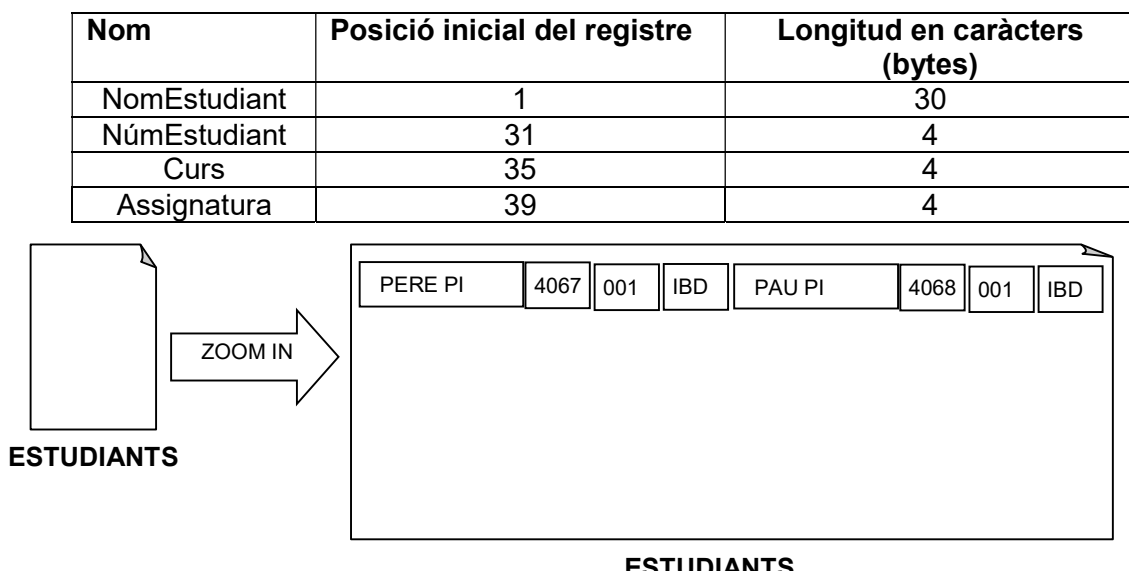 Nom Posició inicial del registre Longitud en caràcters
(bytes)
NomEstudiant 1 30
NúmEstudiant 31 4
Curs 35 4
Assignatura 39 4
PERE PI 4067 001 IBD PAU PI 4068 001 IBD
ZOOM IN
ESTUDIANTS
ESTUDIANTS